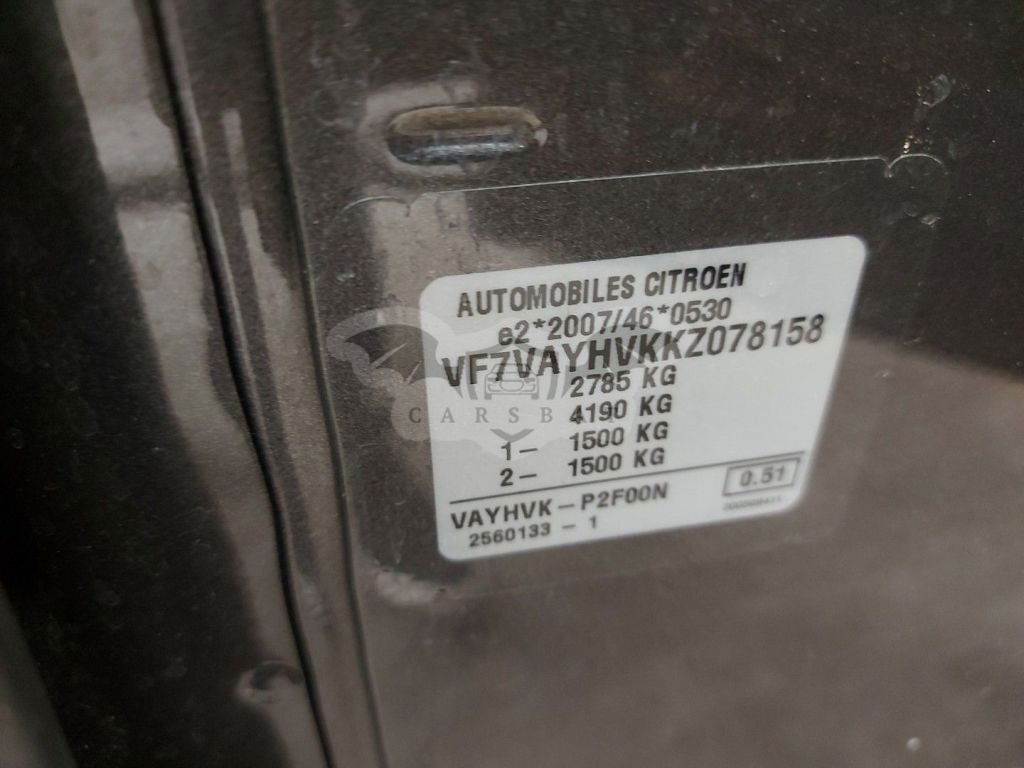 AUTOMOBILES CITROEN
e2*2007/46*0530
VF7VAYHVKKZ078158
2785 KG
4190 KG
1- 1500 KG
2- 1500 KG
VAYHVK-P2F00N
0.51
2560133-1